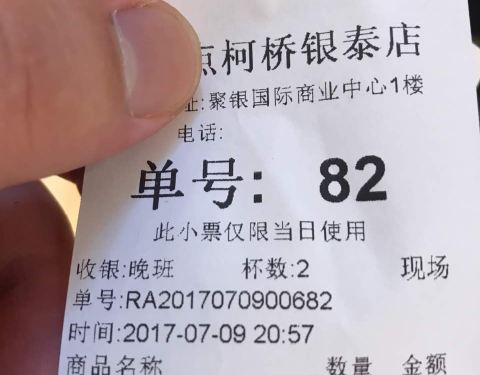 点柯桥银泰店
址:聚银国际商业中心1楼
电话:
单号: 82
此小票仅限当日使用
收银:晚班 杯数:2 现场
单号:RA2017070900682
时间:2017-07-09 20:57
商品名称 数量 金额